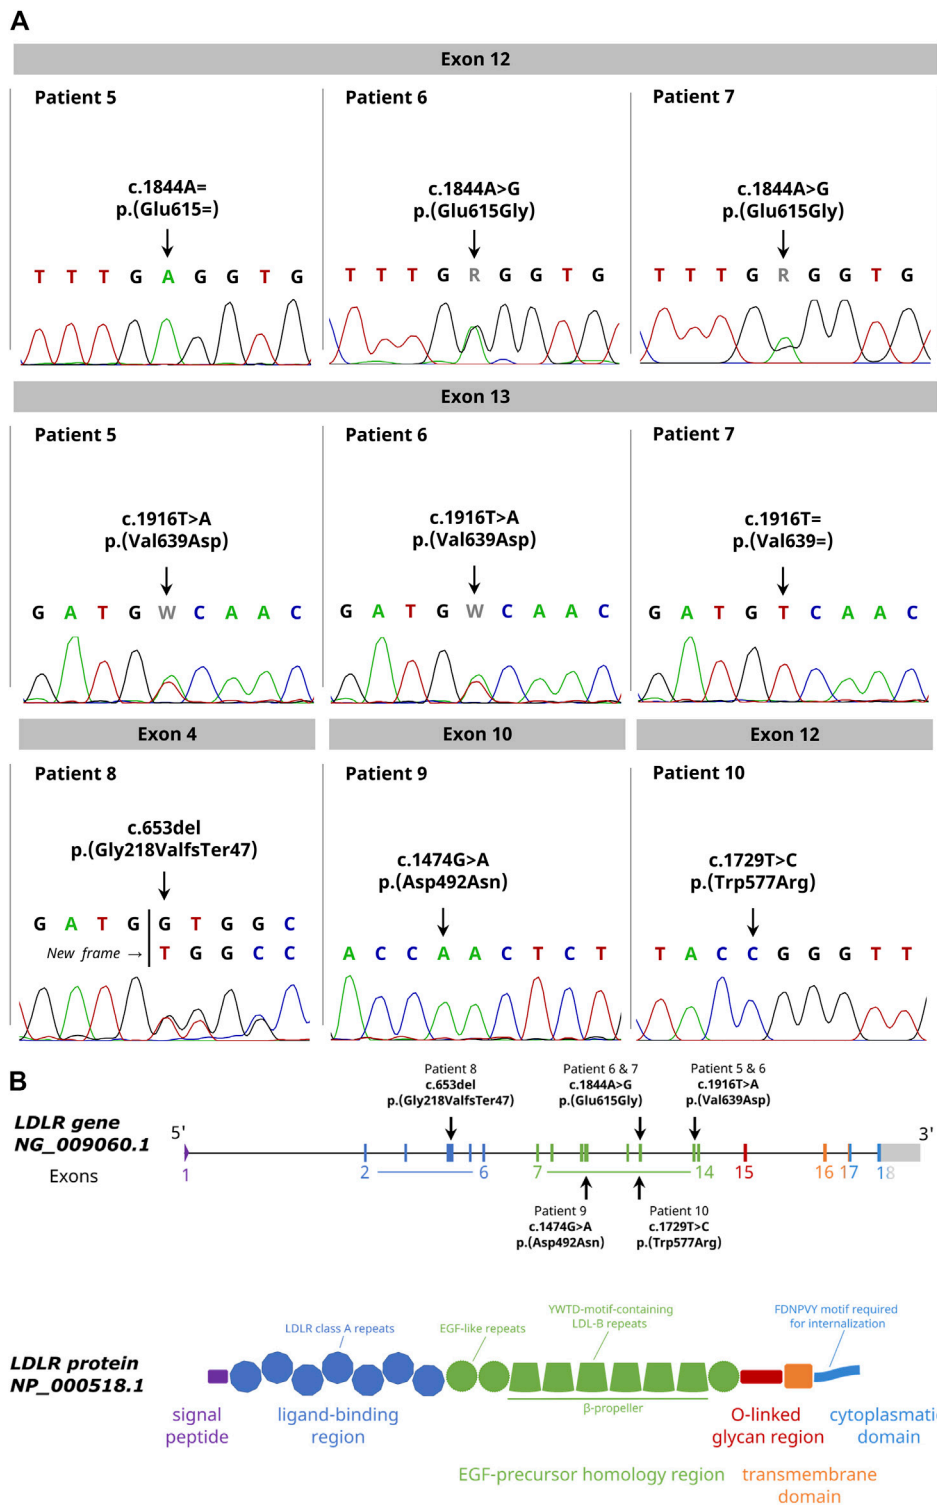 A
Exon 12
Patient 5
Patient 6
Patient 7
c.1844A=
p.(Glu615=)
c.1844A>G
p.(Glu615Gly)
c.1844A>G
p.(Glu615Gly)
T T T G A G G T G
T T T G R G G T G
T T T G R G G T G
Exon 13
Patient 5
Patient 6
Patient 7
c.1916T>A
p.(Val639Asp)
c.1916T>A
p.(Val639Asp)
c.1916T=
p.(Val639=)
G A T G W C A A C
G A T G W C A A C
G A T G T C A A C
Exon 4
Exon 10
Exon 12
Patient 8
Patient 9
Patient 10
c.653del
p.(Gly218ValfsTer47)
c.1474G>A
p.(Asp492Asn)
c.1729T>C
p.(Trp577Arg)
G A T G G T G G C
New frame → T G G C C
A C C A A C T C T
T A C C G G G T T
B
Patient 8
c.653del
p.(Gly218ValfsTer47)
Patient 6 & 7
c.1844A>G
p.(Glu615Gly)
Patient 5 & 6
c.1916T>A
p.(Val639Asp)
LDLR gene
NG_009060.1
5'
3'
Exons
1 2 6 7 14 15 16 17 18
Patient 9
c.1474G>A
p.(Asp492Asn)
Patient 10
c.1729T>C
p.(Trp577Arg)
LDLR protein
NP_000518.1
LDLR class A repeats
EGF-like repeats
YWTD-motif-containing
LDL-B repeats
FDNPVY motif required
for internalization
β-propeller
signal
peptide
ligand-binding
region
EGF-precursor homology region
O-linked
glycan region
transmembrane
domain
cytoplasmati
domain